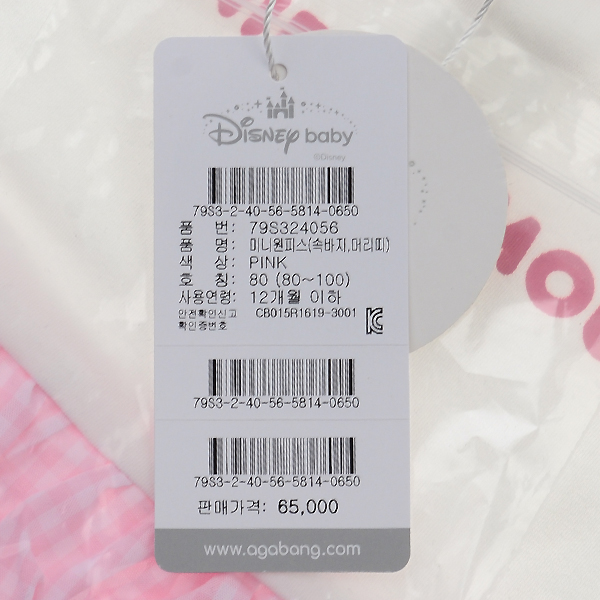 Disney baby
©Disney
79S3-2-40-56-5814-0650
품 번: 79S324056
품 명: 미니원피스(속바지,머리띠)
색 상: PINK
호 칭: 80 (80~100)
사용연령: 12개월 이하
안전확인신고 CB015R1619-3001
확인증번호
79S3-2-40-56-5814-0650
79S3-2-40-56-5814-0650
판매가격: 65,000
www.agabang.com